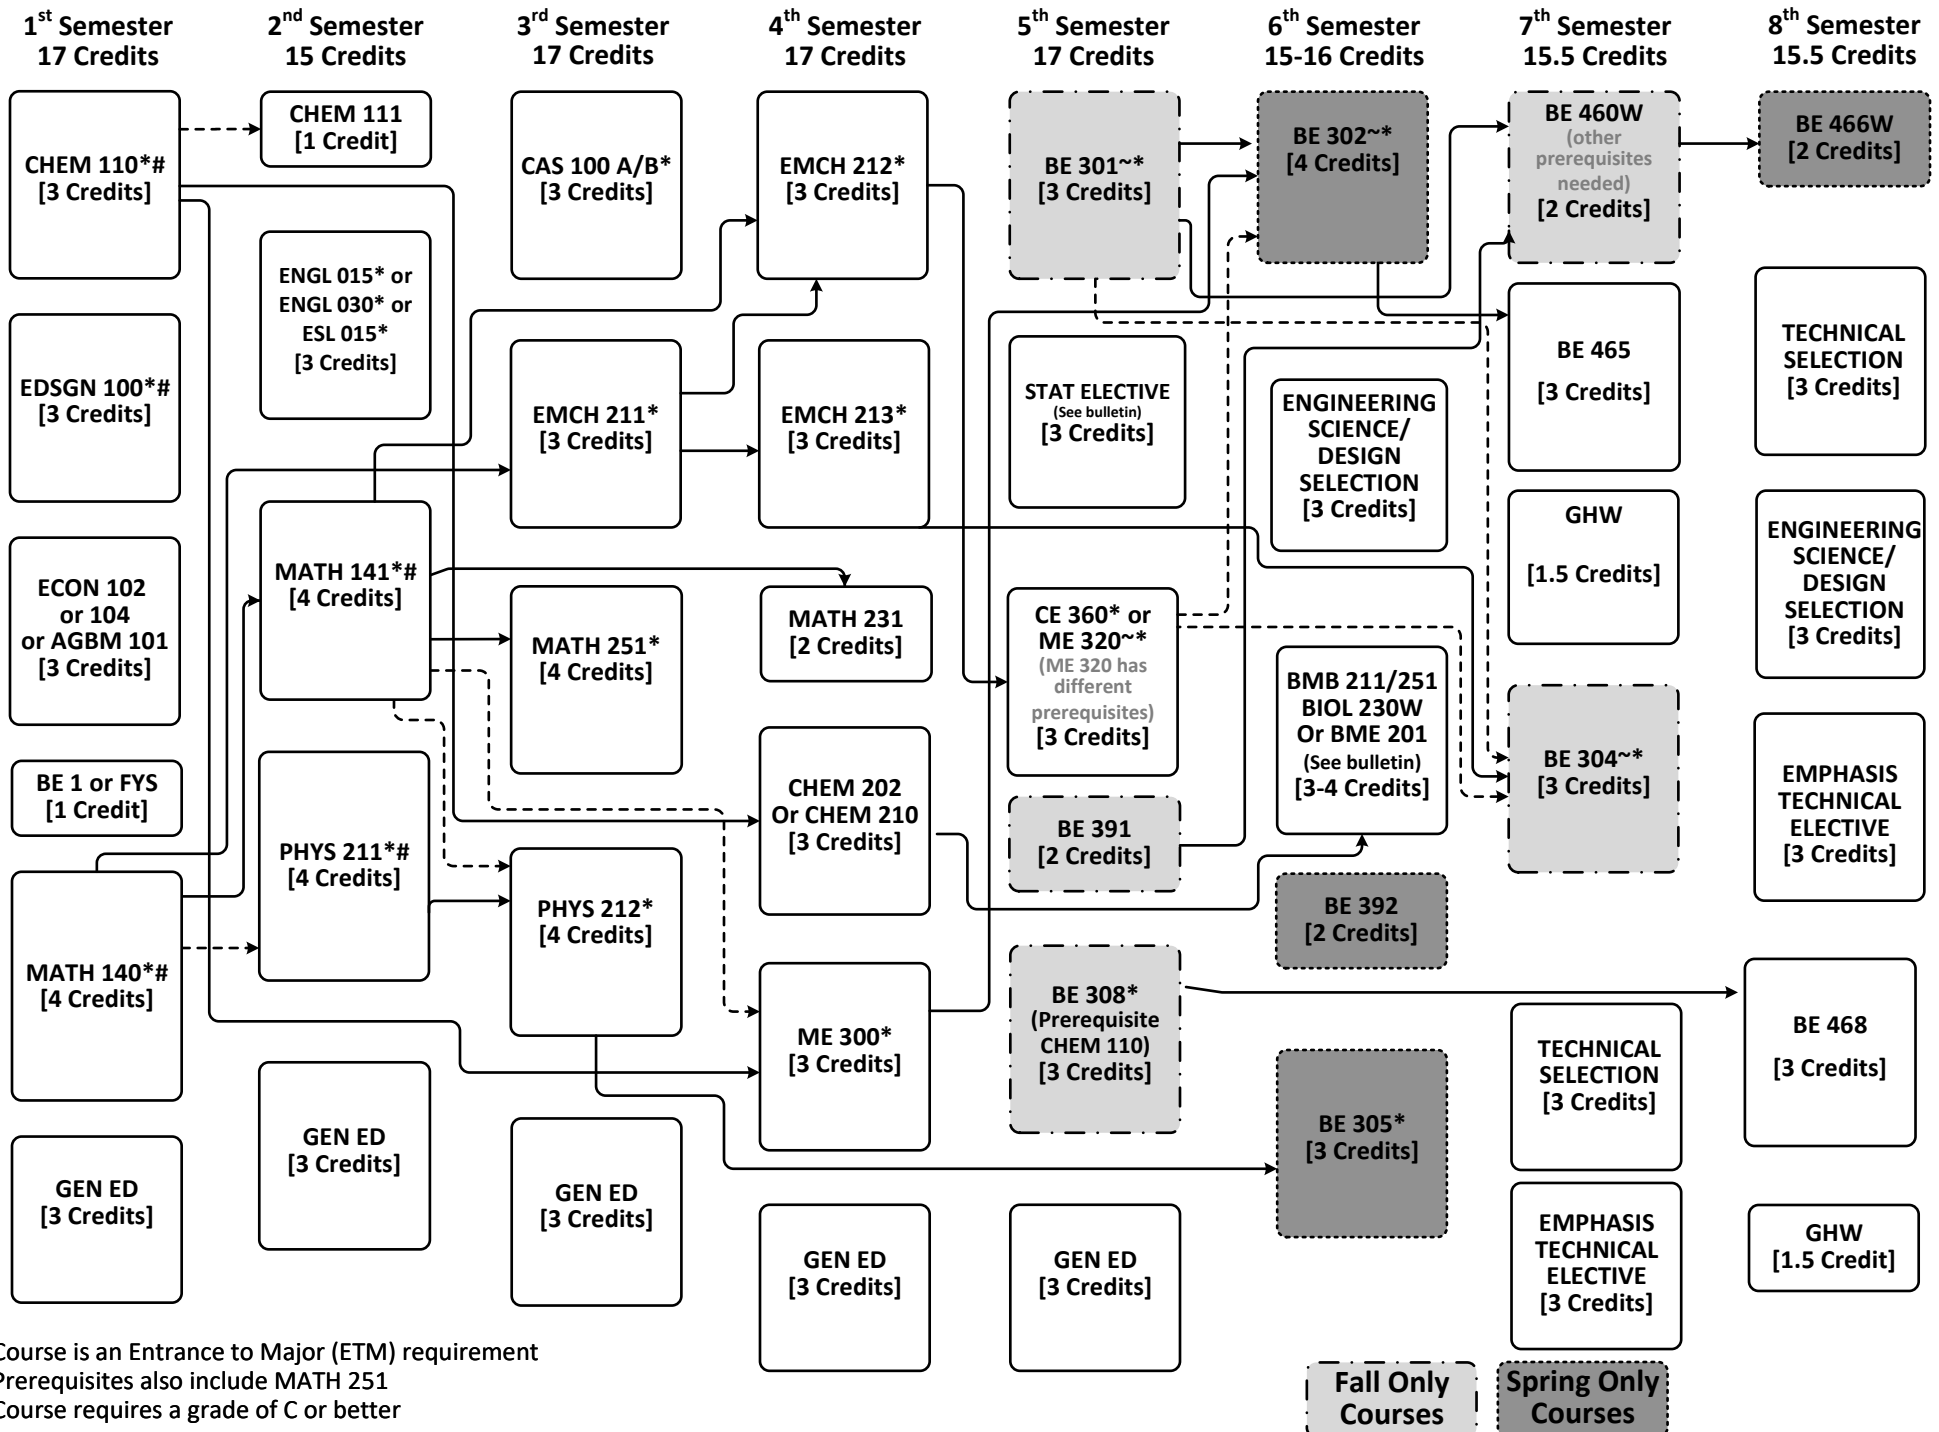 1st Semester
17 Credits
2nd Semester
15 Credits
3rd Semester
17 Credits
4th Semester
17 Credits
5th Semester
17 Credits
6th Semester
15-16 Credits
7th Semester
15.5 Credits
8th Semester
15.5 Credits
CHEM 110*#
[3 Credits]
EDSGN 100*#
[3 Credits]
ECON 102
or 104
or AGBM 101
[3 Credits]
BE 1 or FYS
[1 Credit]
MATH 140*#
[4 Credits]
GEN ED
[3 Credits]
CHEM 111
[1 Credit]
ENGL 015* or
ENGL 030* or
ESL 015*
[3 Credits]
MATH 141*#
[4 Credits]
PHYS 211*#
[4 Credits]
GEN ED
[3 Credits]
CAS 100 A/B*
[3 Credits]
EMCH 211*
[3 Credits]
MATH 251*
[4 Credits]
PHYS 212*
[4 Credits]
GEN ED
[3 Credits]
EMCH 212*
[3 Credits]
EMCH 213*
[3 Credits]
MATH 231
[2 Credits]
CHEM 202
Or CHEM 210
[3 Credits]
ME 300*
[3 Credits]
GEN ED
[3 Credits]
BE 301~*
[3 Credits]
STAT ELECTIVE
(See bulletin)
[3 Credits]
CE 360* or
ME 320~*
(ME 320 has
different
prerequisites)
[3 Credits]
BE 391
[2 Credits]
BE 308*
(Prerequisite
CHEM 110)
[3 Credits]
GEN ED
[3 Credits]
BE 302~*
[4 Credits]
ENGINEERING
SCIENCE/
DESIGN
SELECTION
[3 Credits]
BMB 211/251
BIOL 230W
Or BME 201
(See bulletin)
[3-4 Credits]
BE 392
[2 Credits]
BE 305*
[3 Credits]
BE 460W
(other
prerequisites
needed)
[2 Credits]
BE 465
[3 Credits]
GHW
[1.5 Credits]
BE 304~*
[3 Credits]
TECHNICAL
SELECTION
[3 Credits]
EMPHASIS
TECHNICAL
ELECTIVE
[3 Credits]
BE 466W
[2 Credits]
TECHNICAL
SELECTION
[3 Credits]
ENGINEERING
SCIENCE/
DESIGN
SELECTION
[3 Credits]
EMPHASIS
TECHNICAL
ELECTIVE
[3 Credits]
BE 468
[3 Credits]
GHW
[1.5 Credit]
Course is an Entrance to Major (ETM) requirement
Prerequisites also include MATH 251
Course requires a grade of C or better
Fall Only
Courses
Spring Only
Courses